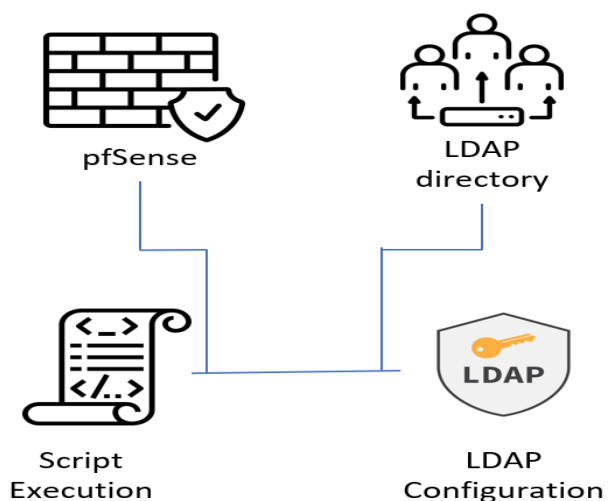 pfSense
LDAP
directory
<_>
</..>
LDAP
Script
Execution
LDAP
Configuration